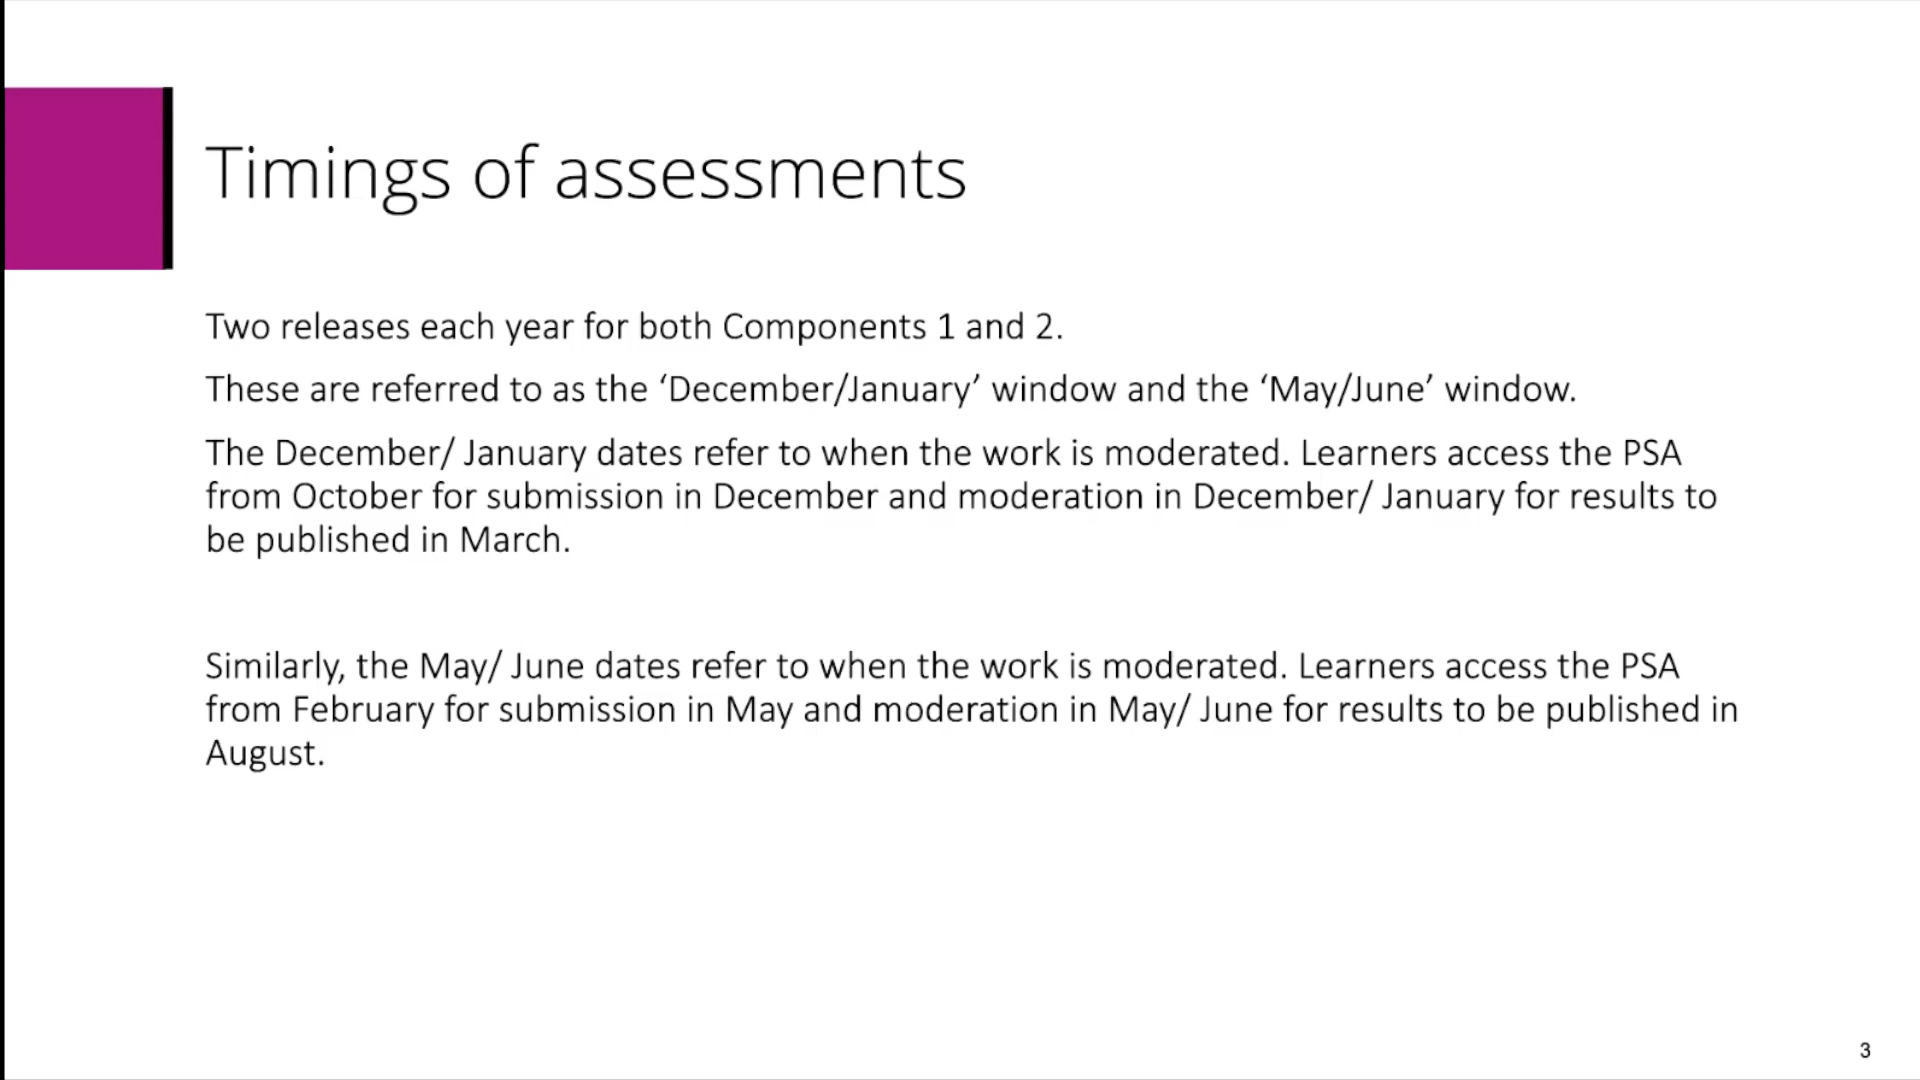 Timings of assessments
Two releases each year for both Components 1 and 2.
These are referred to as the ‘December/January’ window and the ‘May/June’ window.
The December/ January dates refer to when the work is moderated. Learners access the PSA
from October for submission in December and moderation in December/ January for results to
be published in March.
Similarly, the May/ June dates refer to when the work is moderated. Learners access the PSA
from February for submission in May and moderation in May/ June for results to be published in
August.
3